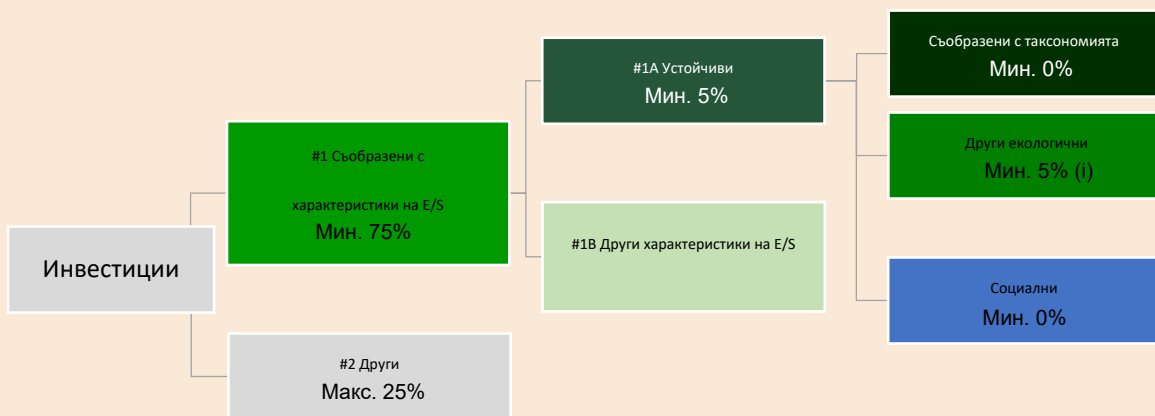 Инвестиции
#1 Съобразени с
характеристики на E/S
Мин. 75%
#2 Други
Макс. 25%
#1A Устойчиви
Мин. 5%
#1B Други характеристики на E/S
Съобразени с таксономията
Мин. 0%
Други екологични
Мин. 5% (i)
Социални
Мин. 0%